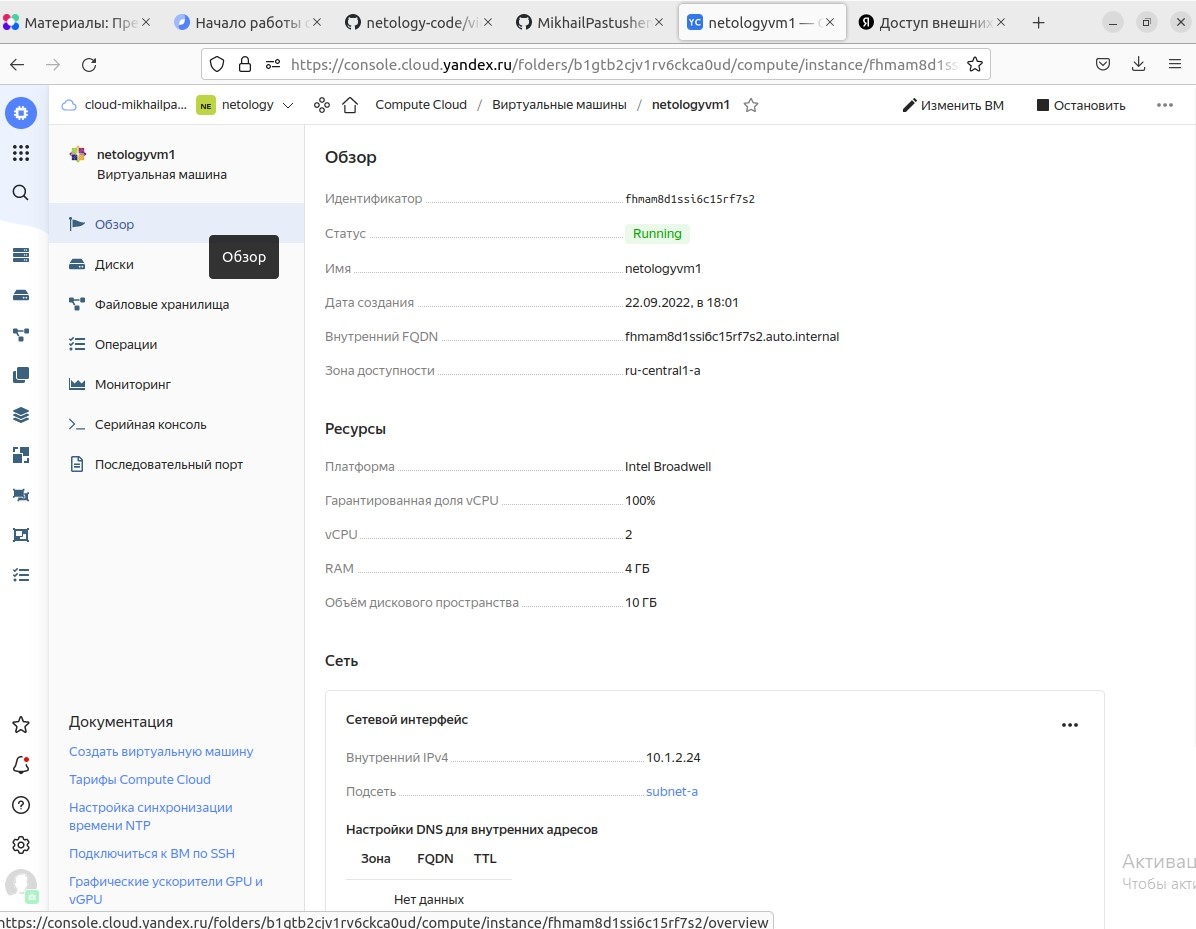 Материалы: Пре
Начало работы с
netology-code/vi
MikhailPastusher
netologyvm1 —
Доступ внешних
https://console.cloud.yandex.ru/folders/b1gtb2cjv1rv6ckca0ud/compute/instance/fhmam8d1ss
cloud-mikhailpa...
NE
netology
Compute Cloud / Виртуальные машины / netologyvm1
Изменить ВМ
Остановить
netologyvm1
Виртуальная машина
Обзор
Обзор
Диски
Файловые хранилища
Операции
Мониторинг
Серийная консоль
Последовательный порт
Документация
Создать виртуальную машину
Тарифы Compute Cloud
Настройка синхронизации
времени NTP
Подключиться к ВМ по SSH
Графические ускорители GPU и
vGPU
Обзор
Идентификатор fhmam8d1ssi6c15rf7s2
Статус Running
Имя netologyvm1
Дата создания 22.09.2022, в 18:01
Внутренний FQDN fhmam8d1ssi6c15rf7s2.auto.internal
Зона доступности ru-central1-a
Ресурсы
Платформа Intel Broadwell
Гарантированная доля vCPU 100%
vCPU 2
RAM 4 ГБ
Объём дискового пространства 10 ГБ
Сеть
Сетевой интерфейс
Внутренний IPv4 10.1.2.24
Подсеть subnet-a
Настройки DNS для внутренних адресов
Зона FQDN TTL
Нет данных
Активац
Чтобы акти
https://console.cloud.yandex.ru/folders/b1gtb2cjv1rv6ckca0ud/compute/instance/fhmam8d1ssi6c15rf7s2/overview